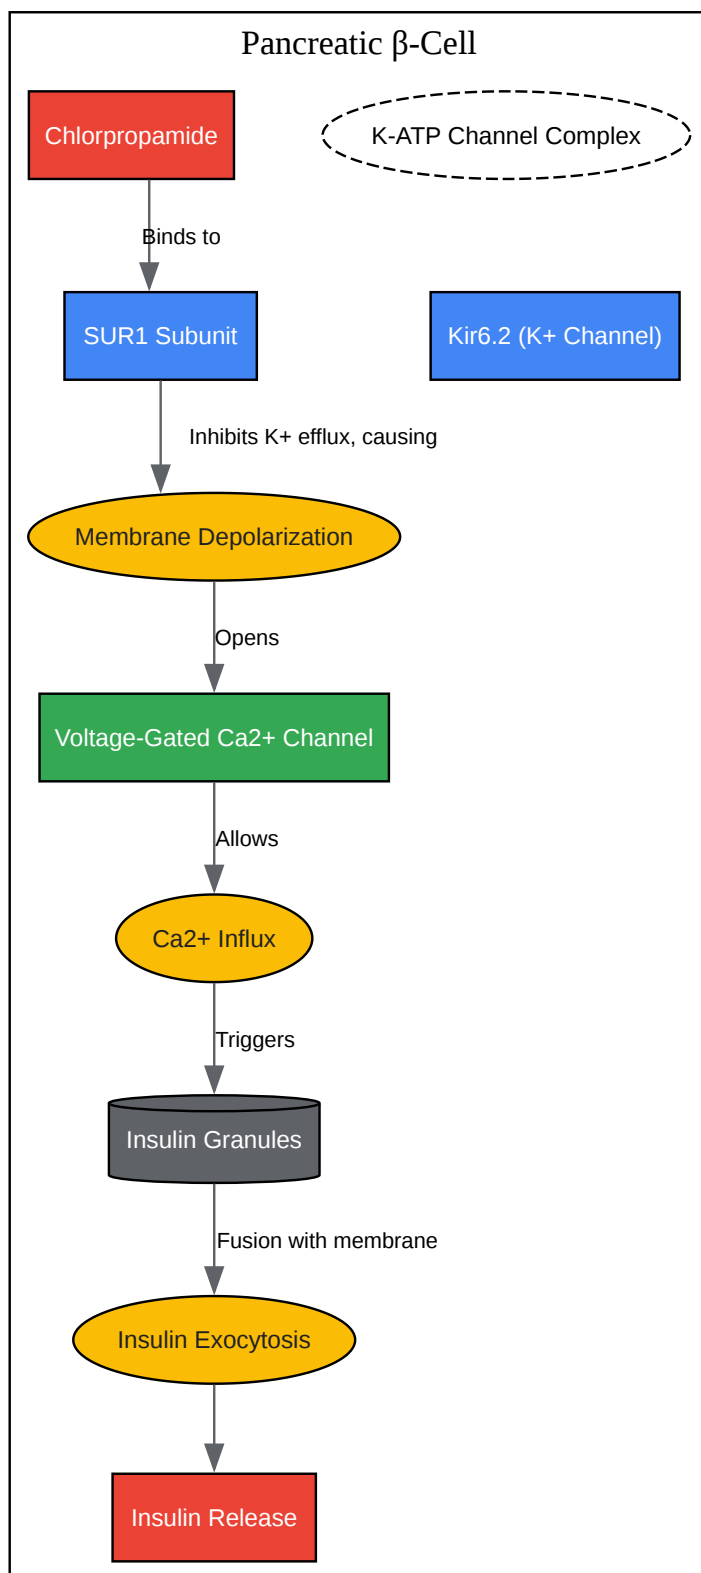 Pancreatic β-Cell
Chlorpropamide
K-ATP Channel Complex
Binds to
SUR1 Subunit
Kir6.2 (K+ Channel)
Inhibits K+ efflux, causing
Membrane Depolarization
Opens
Voltage-Gated Ca2+ Channel
Allows
Ca2+ Influx
Triggers
Insulin Granules
Fusion with membrane
Insulin Exocytosis
Insulin Release